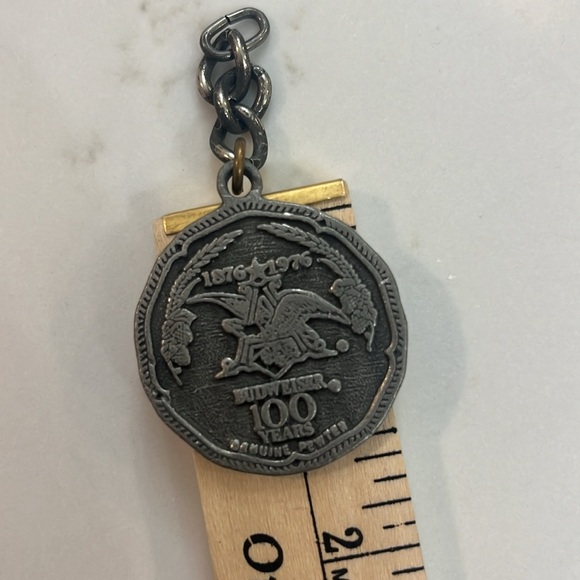 1876 ★ 1976
BUDWEISER
100
YEARS
GENUINE PEWTER
2